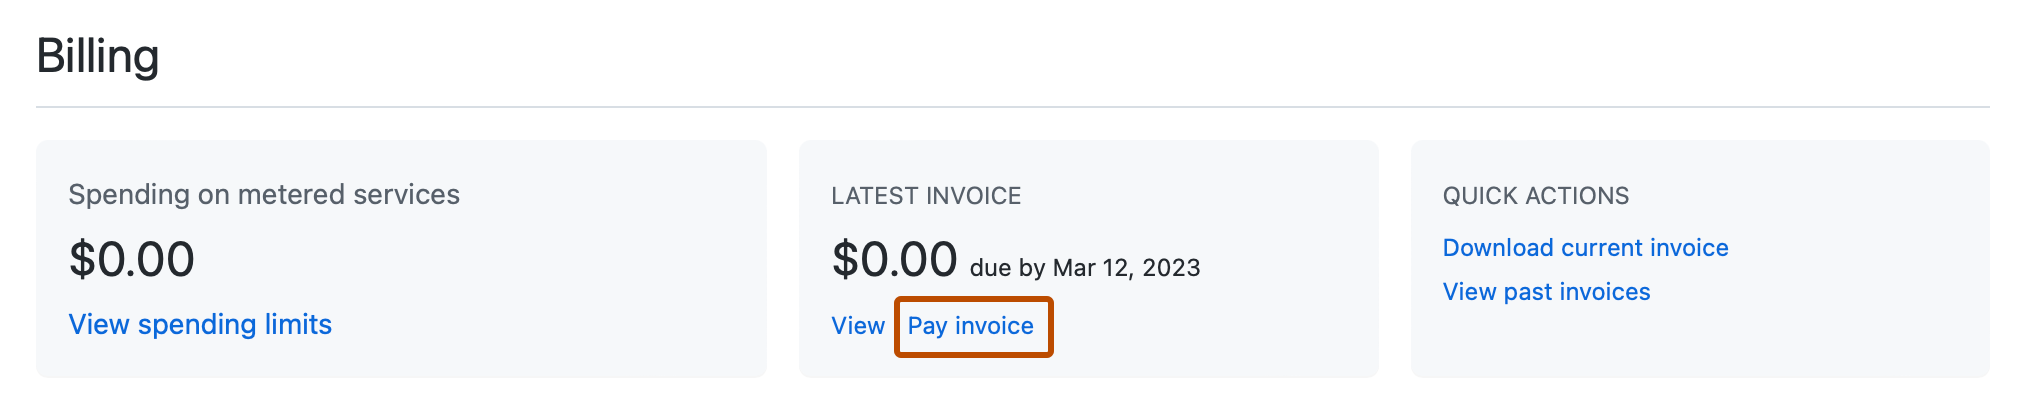 Billing
Spending on metered services
$0.00
View spending limits
LATEST INVOICE
$0.00 due by Mar 12, 2023
View Pay invoice
QUICK ACTIONS
Download current invoice
View past invoices